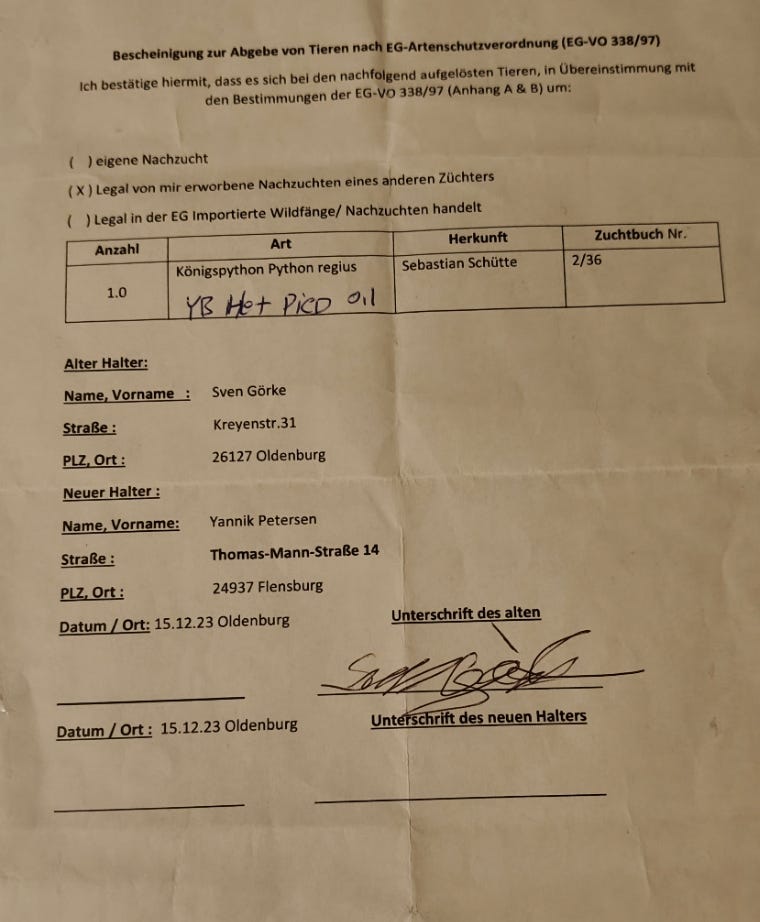 Bescheinigung zur Abgebe von Tieren nach EG-Artenschutzverordnung (EG-VO 338/97)
Ich bestätige hiermit, dass es sich bei den nachfolgend aufgelösten Tieren, in Übereinstimmung mit
den Bestimmungen der EG-VO 338/97 (Anhang A & B) um:
( ) eigene Nachzucht
( X ) Legal von mir erworbene Nachzuchten eines anderen Züchters
( ) Legal in der EG Importierte Wildfänge/ Nachzuchten handelt
Anzahl Art Herkunft Zuchtbuch Nr.
1.0 Königspython Python regius Sebastian Schütte 2/36
YB Het Pied
Alter Halter:
Name, Vorname : Sven Görke
Straße : Kreyenstr.31
PLZ, Ort : 26127 Oldenburg
Neuer Halter :
Name, Vorname: Yannik Petersen
Straße : Thomas-Mann-Straße 14
PLZ, Ort : 24937 Flensburg
Datum / Ort: 15.12.23 Oldenburg Unterschrift des alten
Datum / Ort : 15.12.23 Oldenburg Unterschrift des neuen Halters